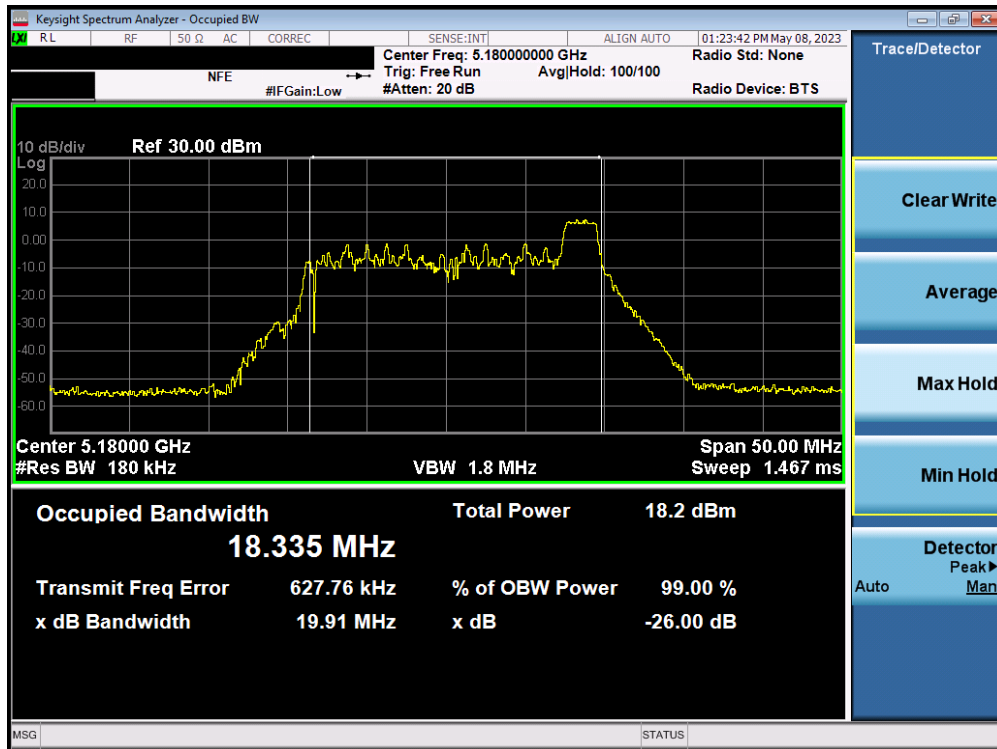 Keysight Spectrum Analyzer - Occupied BW
LXI RL RF 50 Ω AC CORREC SENSE:INT ALIGN AUTO 01:23:42 PM May 08, 2023
Center Freq: 5.180000000 GHz Radio Std: None
NFE Trig: Free Run Avg|Hold: 100/100
#IFGain:Low #Atten: 20 dB Radio Device: BTS
10 dB/div Ref 30.00 dBm
Log
20.0
10.0
0.00
-10.0
-20.0
-30.0
-40.0
-50.0
-60.0
Center 5.18000 GHz Span 50.00 MHz
#Res BW 180 kHz VBW 1.8 MHz Sweep 1.467 ms
Occupied Bandwidth Total Power 18.2 dBm
18.335 MHz
Transmit Freq Error 627.76 kHz % of OBW Power 99.00 %
x dB Bandwidth 19.91 MHz x dB -26.00 dB
MSG STATUS
Trace/Detector
Clear Write
Average
Max Hold
Min Hold
Detector
Peak▶
Auto Man